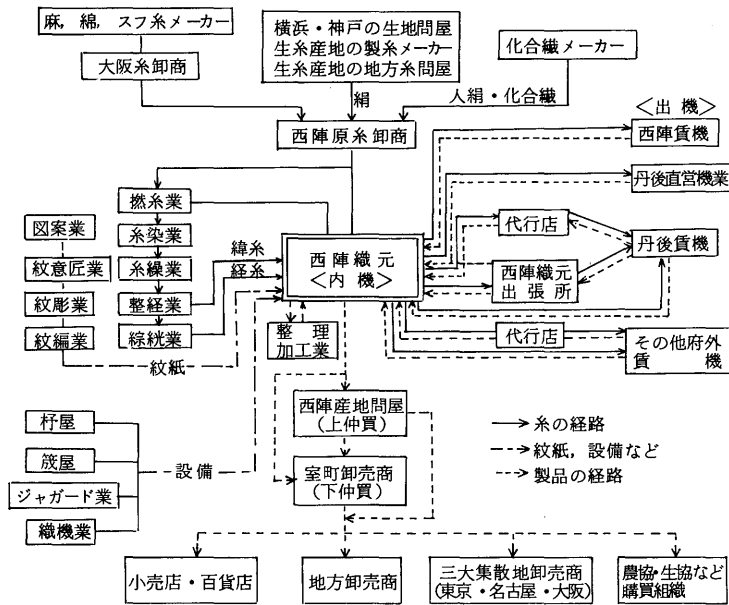 麻，綿，スフ糸メーカー
大阪糸卸商
横浜・神戸の生地問屋
生糸産地の製糸メーカー
生糸産地の地方糸問屋
化合繊メーカー
絹
人絹・化合繊
西陣原糸卸商
＜出機＞
西陣賃機
丹後直営機業
代行店
丹後賃機
西陣織元
出張所
代行店
その他府外
賃機
撚糸業
糸染業
糸繰業
整経業
綜絖業
図案業
紋意匠業
紋彫業
紋編業
緯糸
経糸
紋紙
西陣織元
＜内機＞
整理
加工業
西陣産地問屋
(上仲買)
室町卸売商
(下仲買)
杼屋
筬屋
ジャガード業
織機業
設備
糸の経路
紋紙，設備など
製品の経路
小売店・百貨店
地方卸売商
三大集散地卸売商
(東京・名古屋・大阪)
農協・生協など
購買組織